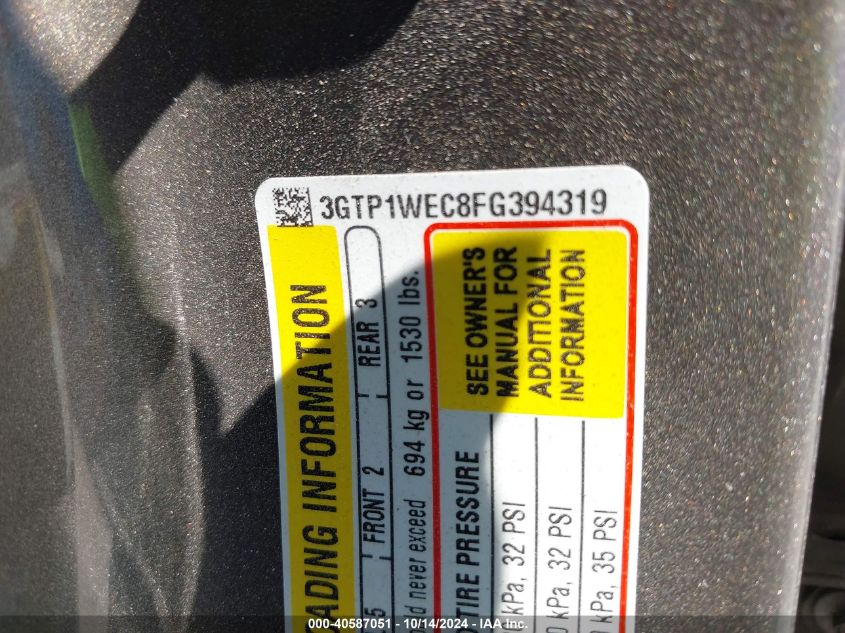 3GTP1WEC8FG394319
INFORMATION
FRONT 2 REAR 3
never exceed 694 kg or 1530 lbs.
TIRE PRESSURE
kPa, 32 PSI
kPa, 32 PSI
kPa, 35 PSI
SEE OWNER'S
MANUAL FOR
ADDITIONAL
INFORMATION
000-40587051 - 10/14/2024 - IAA Inc.